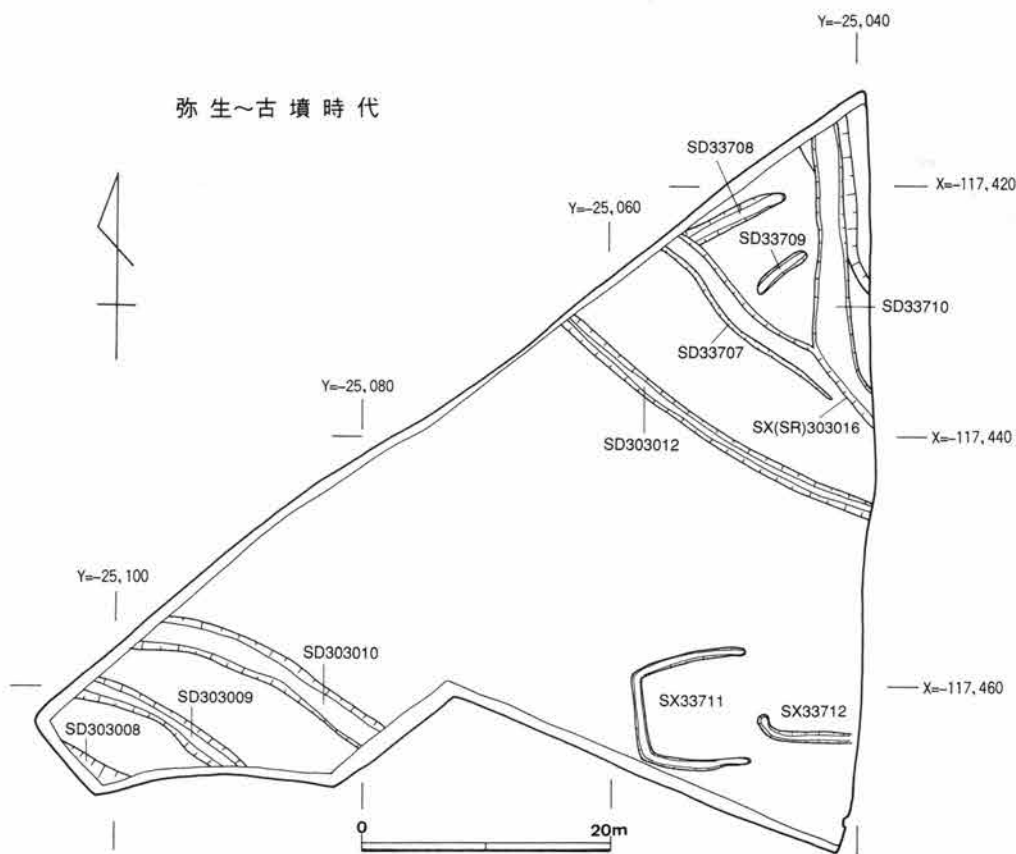 Y=-25,040
弥生～古墳時代
SD33708
X=-117,420
Y=-25,060
SD33709
SD33710
SD33707
Y=-25,080
SX(SR)303016
SD303012
X=-117,440
Y=-25,100
SD303010
SD303009
SX33711
X=-117,460
SX33712
SD303008
0
20m